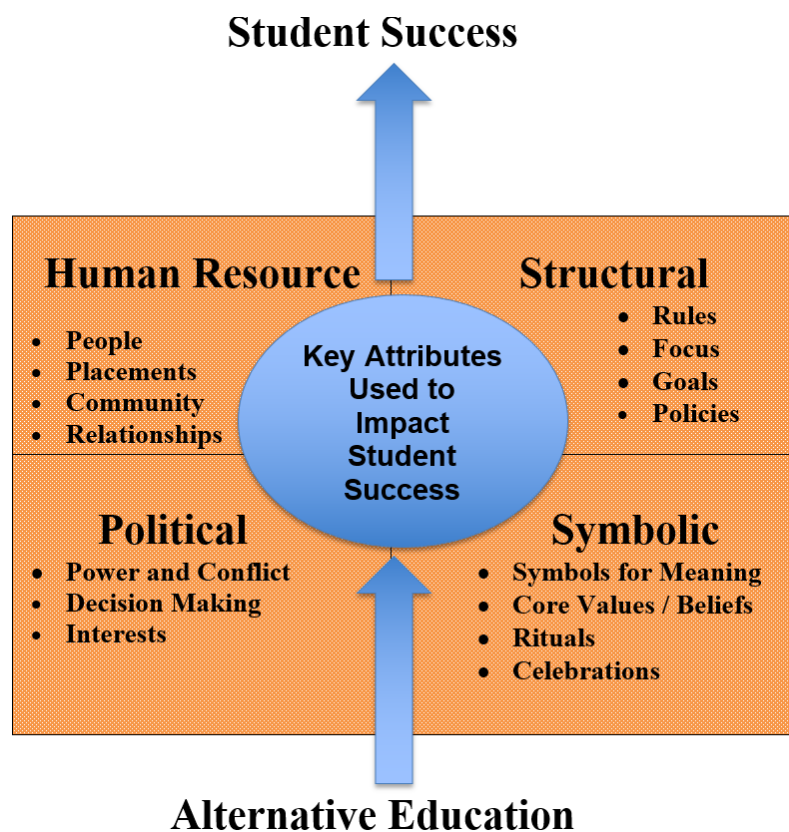 Student Success
Human Resource
• People
• Placements
• Community
• Relationships
Structural
• Rules
• Focus
• Goals
• Policies
Key Attributes
Used to
Impact
Student
Success
Political
• Power and Conflict
• Decision Making
• Interests
Symbolic
• Symbols for Meaning
• Core Values / Beliefs
• Rituals
• Celebrations
Alternative Education